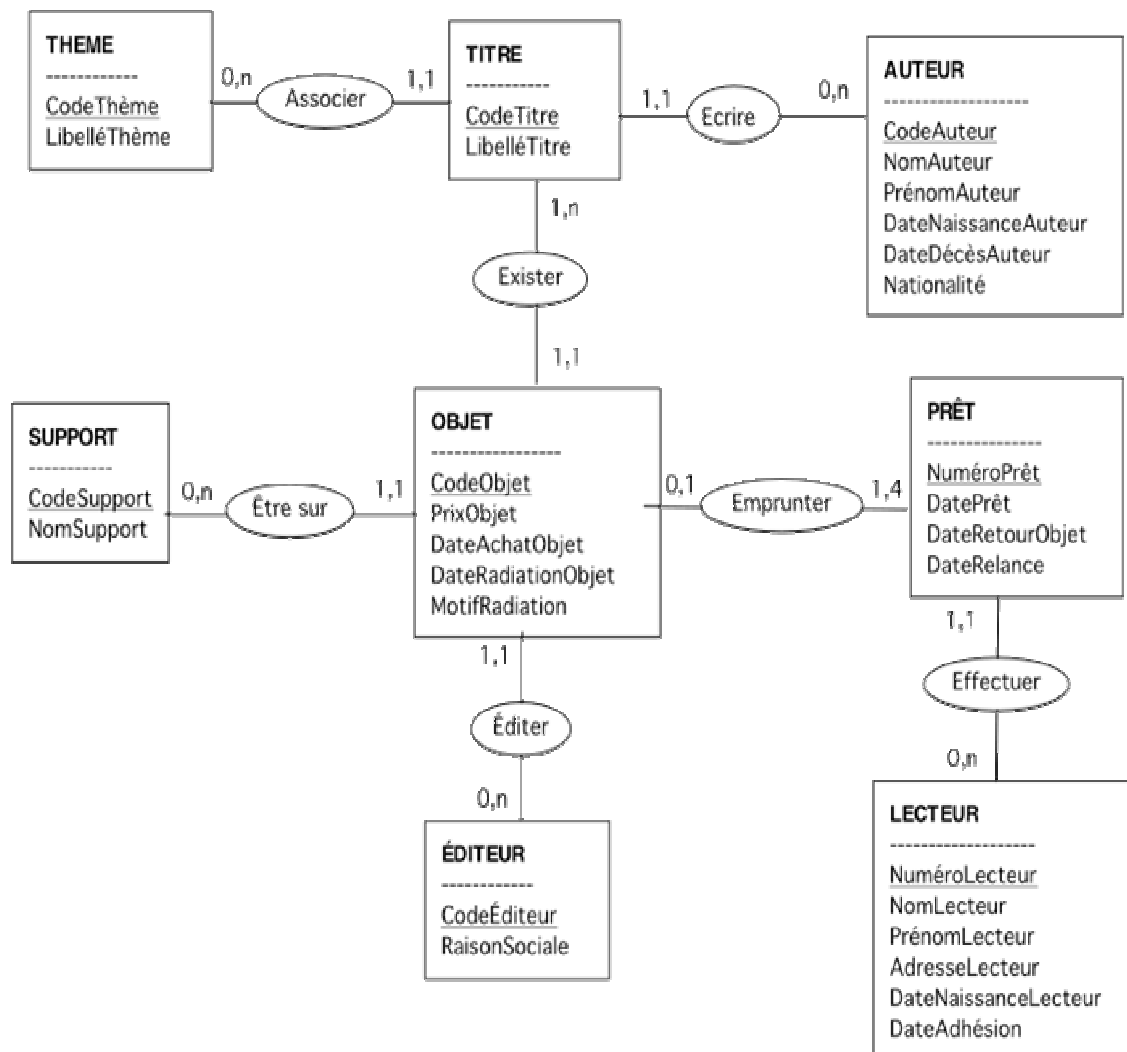 THEME
------------
CodeThème
LibelléThème
0,n
Associer
1,1
TITRE
-----------
CodeTitre
LibelléTitre
1,1
Ecrire
0,n
AUTEUR
-------------------
CodeAuteur
NomAuteur
PrénomAuteur
DateNaissanceAuteur
DateDécèsAuteur
Nationalité
1,n
Exister
1,1
SUPPORT
-----------
CodeSupport
NomSupport
0,n
Être sur
1,1
OBJET
-----------------
CodeObjet
PrixObjet
DateAchatObjet
DateRadiationObjet
MotifRadiation
0,1
Emprunter
1,4
PRÊT
---------------
NuméroPrêt
DatePrêt
DateRetourObjet
DateRelance
1,1
Éditer
0,n
ÉDITEUR
------------
CodeÉditeur
RaisonSociale
1,1
Effectuer
0,n
LECTEUR
-------------------
NuméroLecteur
NomLecteur
PrénomLecteur
AdresseLecteur
DateNaissanceLecteur
DateAdhésion